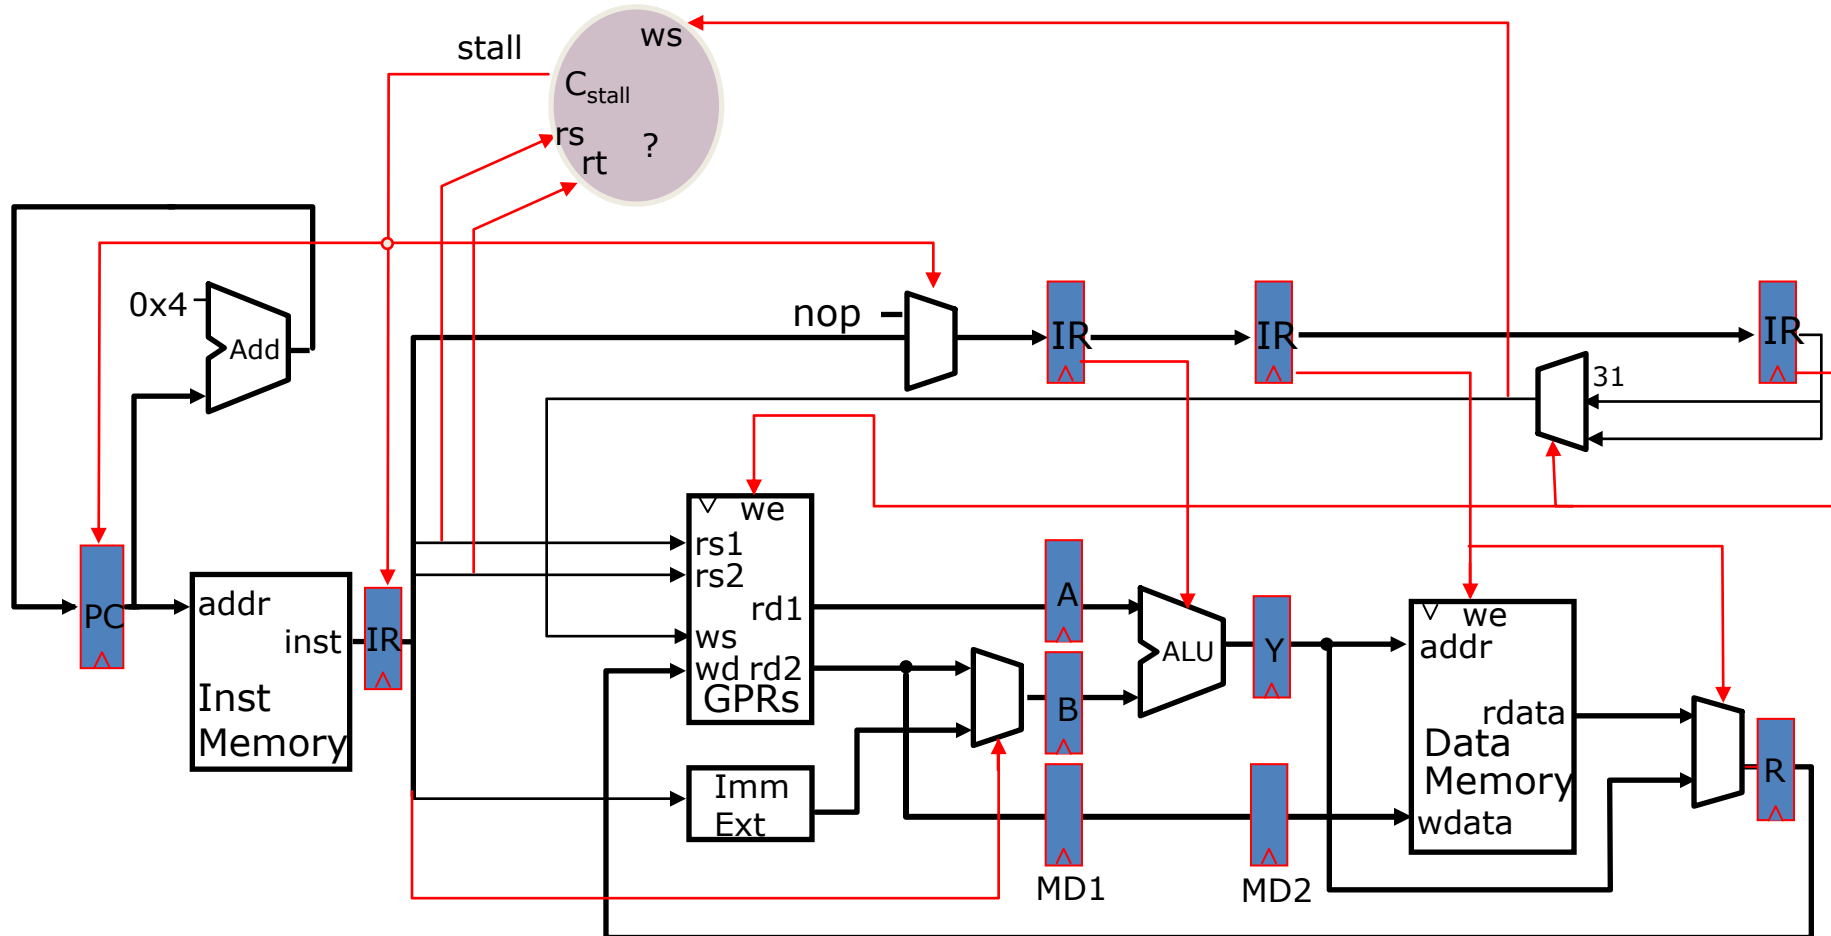 ws
stall
C stall
rs
rt
?
0x4
Add
nop
IR
IR
IR
31
we
rs1
rs2
rd1
ws
wd rd2
GPRs
PC
addr
inst
Inst
Memory
IR
A
B
ALU
Y
we
addr
rdata
Data
Memory
wdata
R
Imm
Ext
MD1
MD2